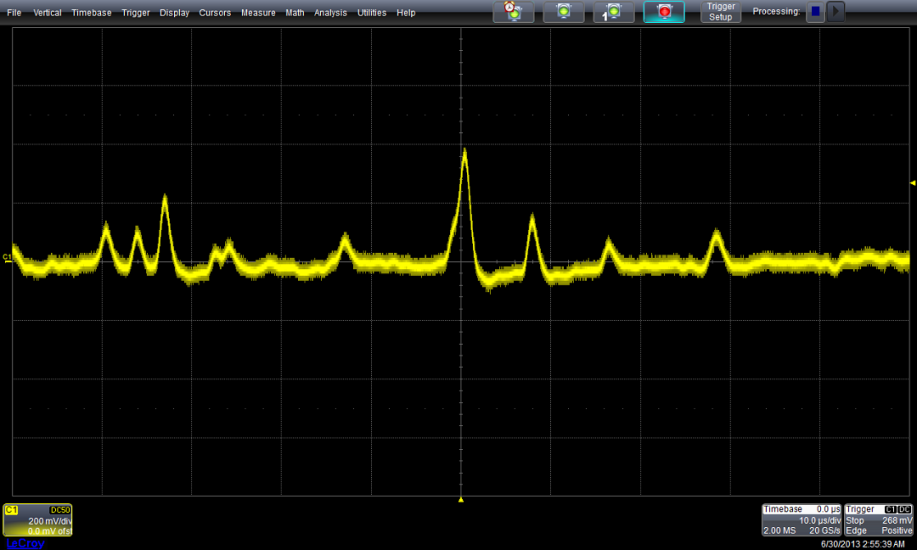 File Vertical Timebase Trigger Display Cursors Measure Math Analysis Utilities Help
1
Trigger
Setup
Processing:
C1
C1 DC50
200 mV/div
0.0 mV ofst
LeCroy
Timebase 0.0 µs
10.0 µs/div
2.00 MS 20 GS/s
Trigger C1 DC
Stop 268 mV
Edge Positive
6/30/2013 2:55:39 AM